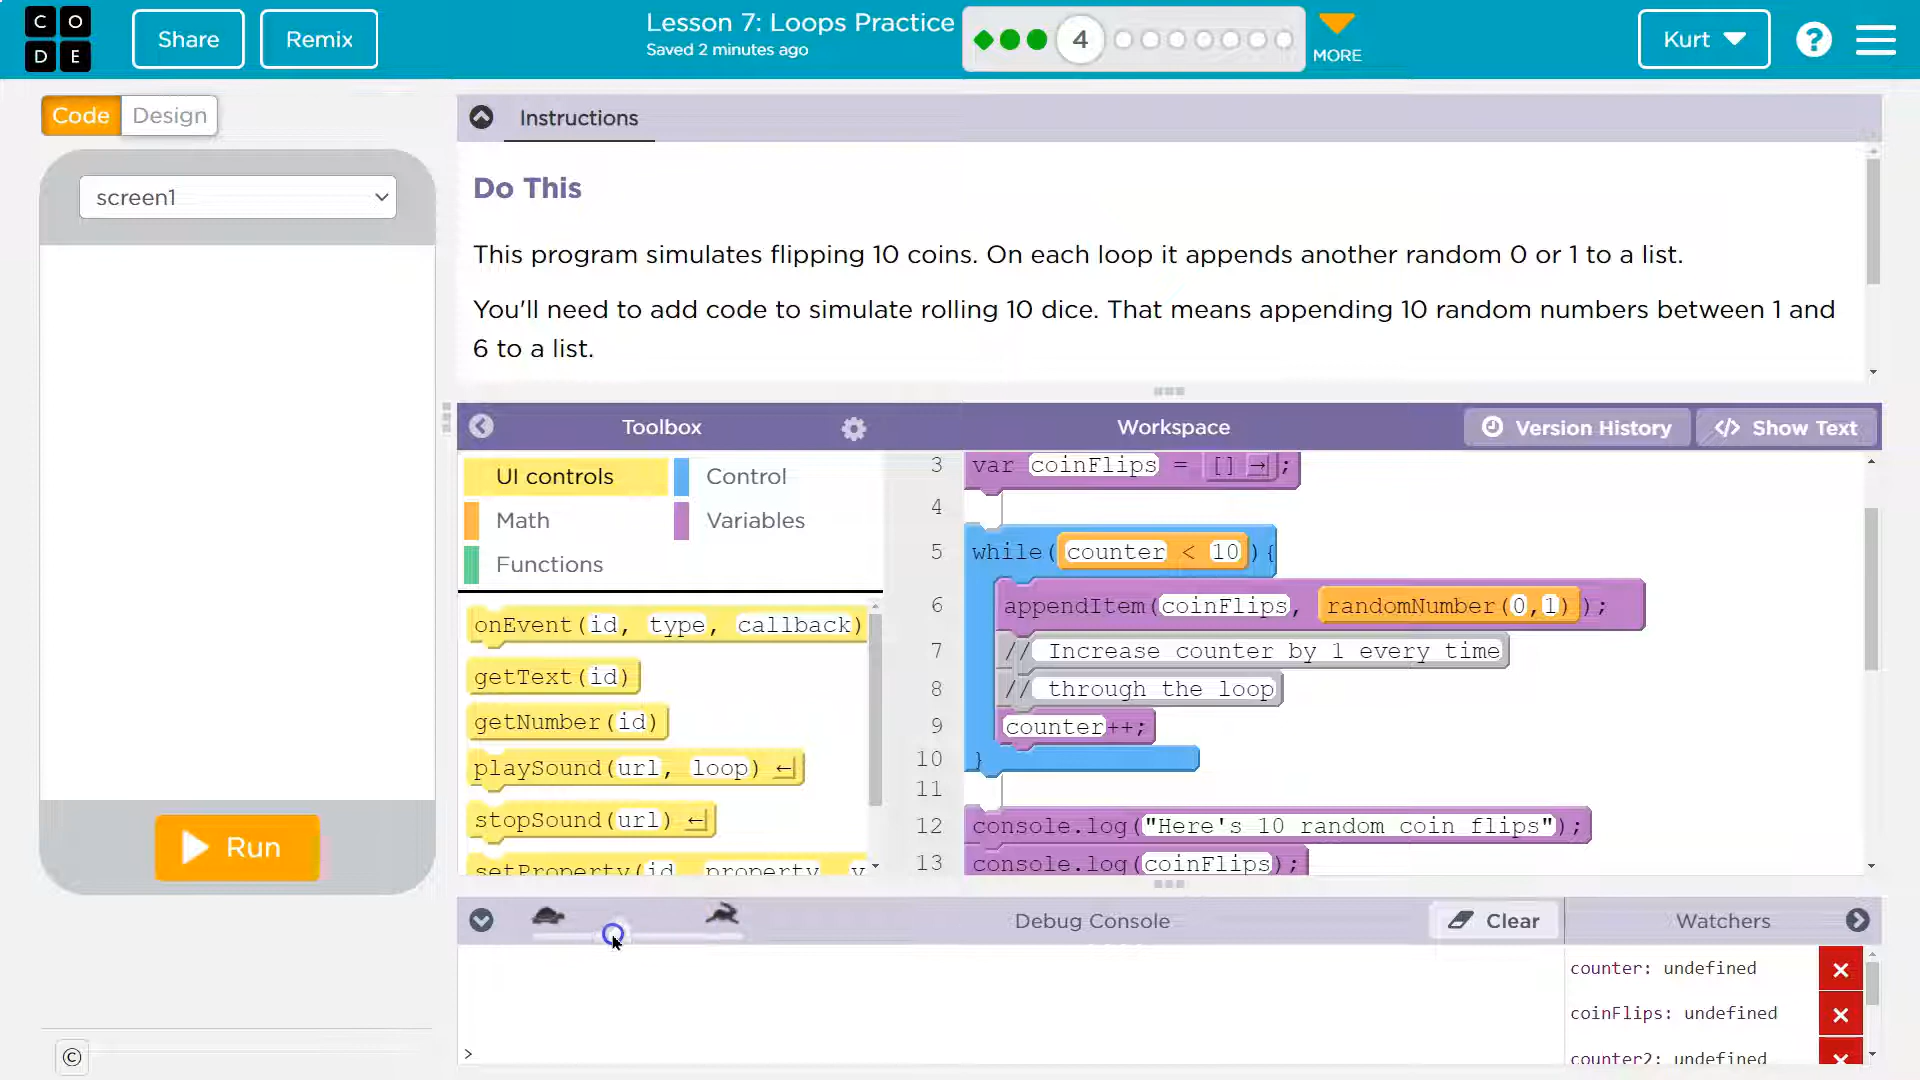 C O
D E
Share
Remix
Lesson 7: Loops Practice
Saved 2 minutes ago
4
MORE
Kurt
?
Code
Design
Instructions
screen1
Do This
This program simulates flipping 10 coins. On each loop it appends another random 0 or 1 to a list.
You'll need to add code to simulate rolling 10 dice. That means appending 10 random numbers between 1 and
6 to a list.
Toolbox
Workspace
Version History
</> Show Text
UI controls
Control
Math
Variables
Functions
onEvent(id, type, callback)
getText(id)
getNumber(id)
playSound(url, loop) ←
stopSound(url) ←
setProperty(id, property, v
3 var coinFlips = [] → ;
4
5 while( counter < 10 ){
6 appendItem(coinFlips, randomNumber(0,1) );
7 // Increase counter by 1 every time
8 // through the loop
9 counter++;
10 }
11
12 console.log("Here's 10 random coin flips");
13 console.log(coinFlips);
Run
Debug Console
Clear
Watchers
counter: undefined
coinFlips: undefined
counter2: undefined
>
©